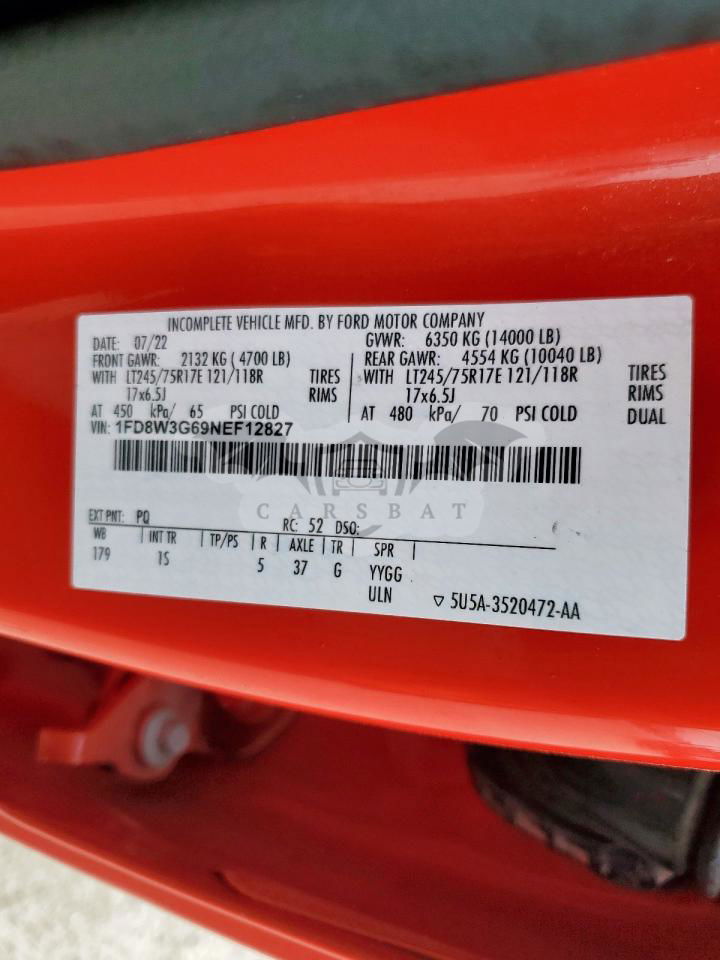 INCOMPLETE VEHICLE MFD. BY FORD MOTOR COMPANY
DATE: 07/22 GVWR: 6350 KG (14000 LB)
FRONT GAWR: 2132 KG ( 4700 LB) REAR GAWR: 4554 KG (10040 LB)
WITH LT245/75R17E 121/118R TIRES WITH LT245/75R17E 121/118R TIRES
17x6.5J RIMS 17x6.5J RIMS
AT 450 kPa/ 65 PSI COLD AT 480 kPa/ 70 PSI COLD DUAL
VIN: 1FD8W3G69NEF12827
CARSBAT
EXT PNT: PQ RC: 52 DSO:
WB INT TR TP/PS R AXLE TR SPR
179 1S 5 37 G YYGG
ULN ▽ 5U5A-3520472-AA